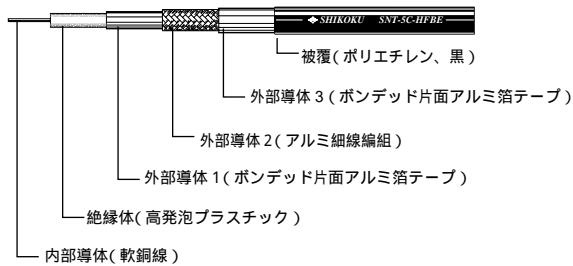 SHIKOKU SNT-5C-HFBE
被覆(ポリエチレン、黒)
外部導体3(ボンデッド片面アルミ箔テープ)
外部導体2(アルミ細線編組)
外部導体1(ボンデッド片面アルミ箔テープ)
絶縁体(高発泡プラスチック)
内部導体(軟銅線)